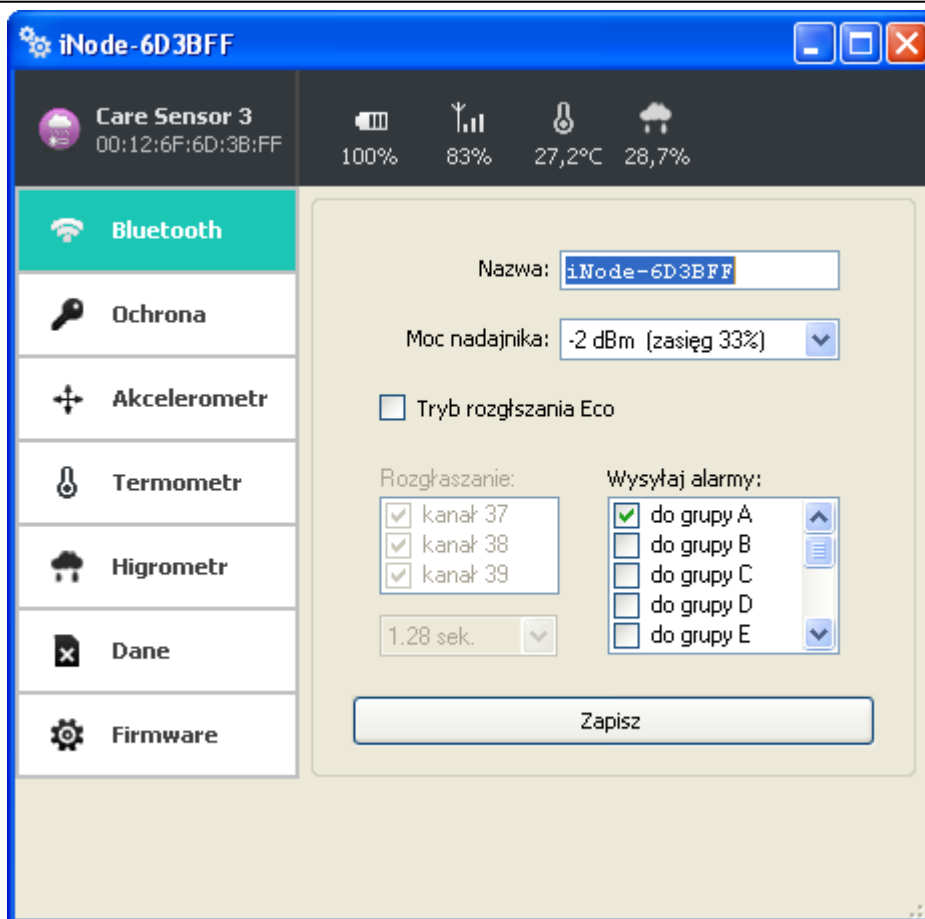 iNode-6D3BFF
Care Sensor 3
00:12:6F:6D:3B:FF
100% 83% 27,2°C 28,7%
Bluetooth
Ochrona
Akcelerometr
Termometr
Higrometr
Dane
Firmware
Nazwa: iNode-6D3BFF
Moc nadajnika: -2 dBm (zasięg 33%)
Tryb rozgłszania Eco
Rozgłaszanie:
kanał 37
kanał 38
kanał 39
1.28 sek.
Wysyłaj alarmy:
do grupy A
do grupy B
do grupy C
do grupy D
do grupy E
Zapisz